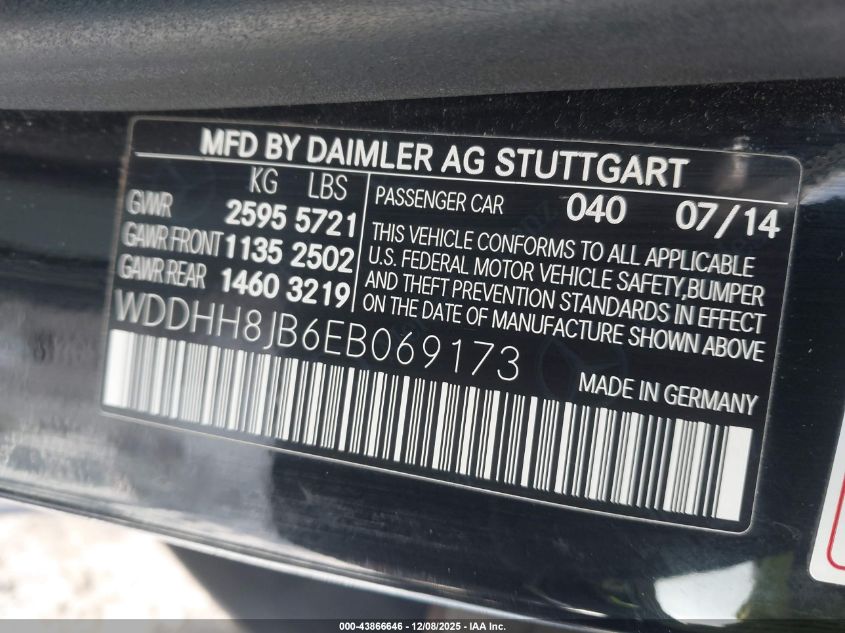 MFD BY DAIMLER AG STUTTGART
KG LBS
GVWR 2595 5721
GAWR FRONT 1135 2502
GAWR REAR 1460 3219
PASSENGER CAR 040 07/14
THIS VEHICLE CONFORMS TO ALL APPLICABLE
U.S. FEDERAL MOTOR VEHICLE SAFETY,BUMPER
AND THEFT PREVENTION STANDARDS IN EFFECT
ON THE DATE OF MANUFACTURE SHOWN ABOVE
WDDHH8JB6EB069173
MADE IN GERMANY
000-43866646 - 12/08/2025 - IAA Inc.